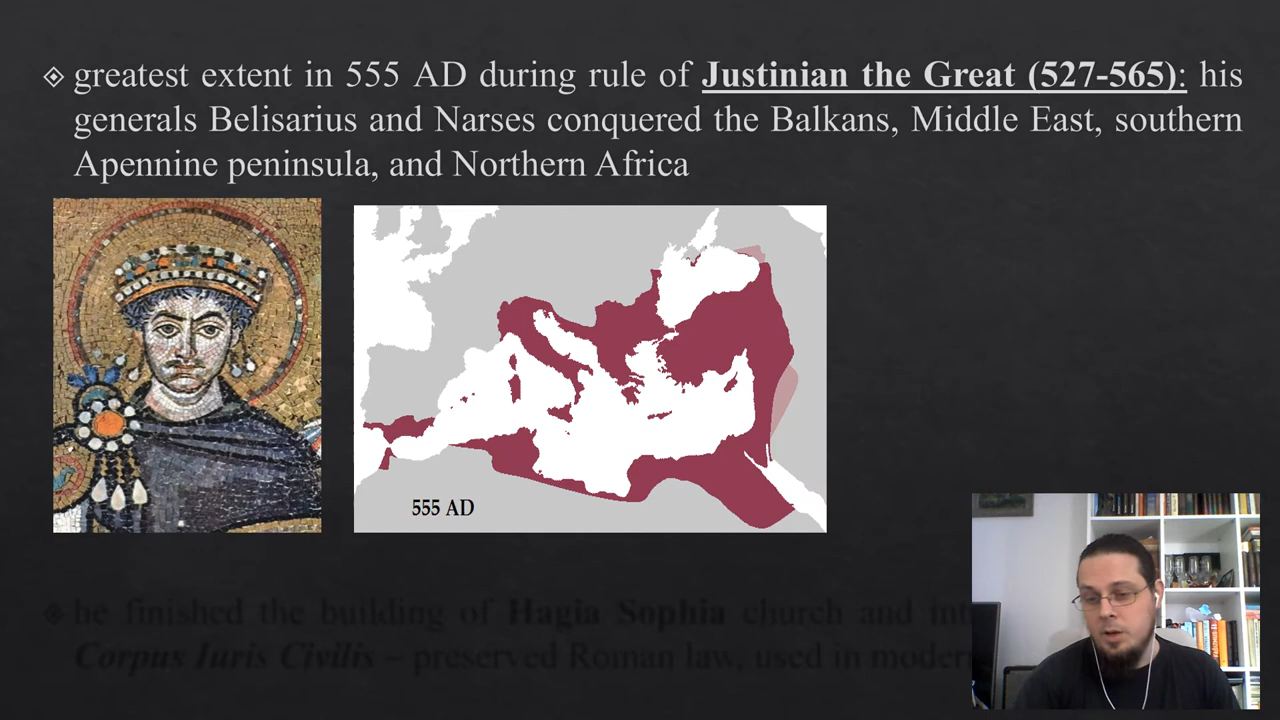 greatest extent in 555 AD during rule of Justinian the Great (527-565): his
generals Belisarius and Narses conquered the Balkans, Middle East, southern
Apennine peninsula, and Northern Africa
555 AD
he finished the building of Hagia Sophia church and
Corpus Iuris Civilis – preserved Roman law, used in